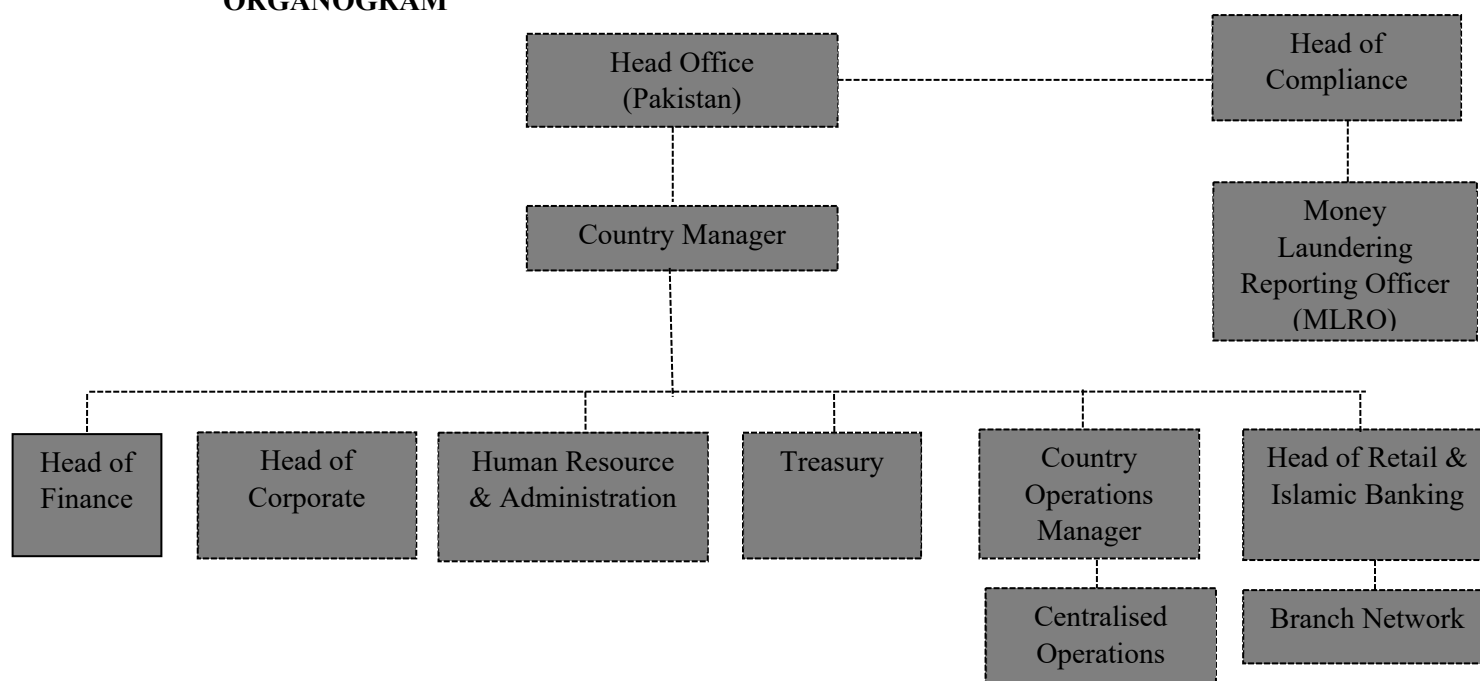 ORGANOGRAM
Head Office
(Pakistan)
Head of
Compliance
Country Manager
Money
Laundering
Reporting Officer
(MLRO)
Head of
Finance
Head of
Corporate
Human Resource
& Administration
Treasury
Country
Operations
Manager
Head of Retail &
Islamic Banking
Centralised
Operations
Branch Network